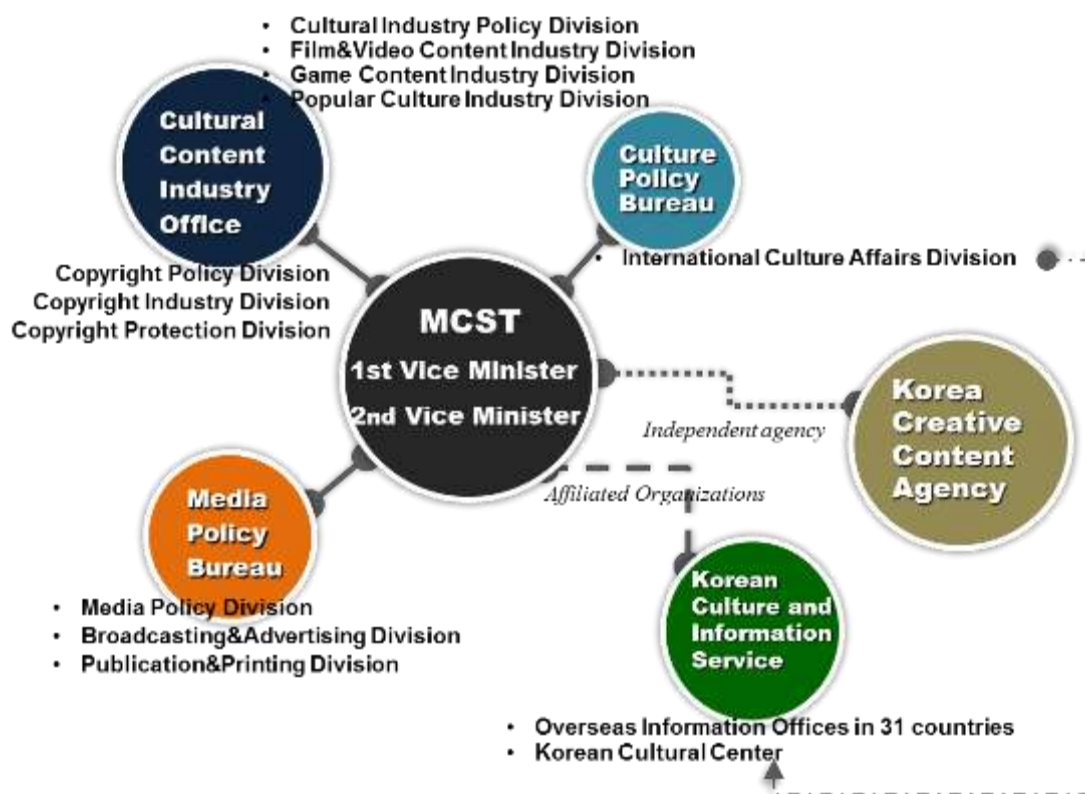 • Cultural Industry Policy Division
• Film&Video Content Industry Division
• Game Content Industry Division
• Popular Culture Industry Division
Cultural
Content
Industry
Office
Culture
Policy
Bureau
• International Culture Affairs Division
Copyright Policy Division
Copyright Industry Division
Copyright Protection Division
MCST
1st Vice Minister
2nd Vice Minister
Independent agency
Korea
Creative
Content
Agency
Affiliated Organizations
Media
Policy
Bureau
• Media Policy Division
• Broadcasting&Advertising Division
• Publication&Printing Division
Korean
Culture and
Information
Service
• Overseas Information Offices in 31 countries
• Korean Cultural Center